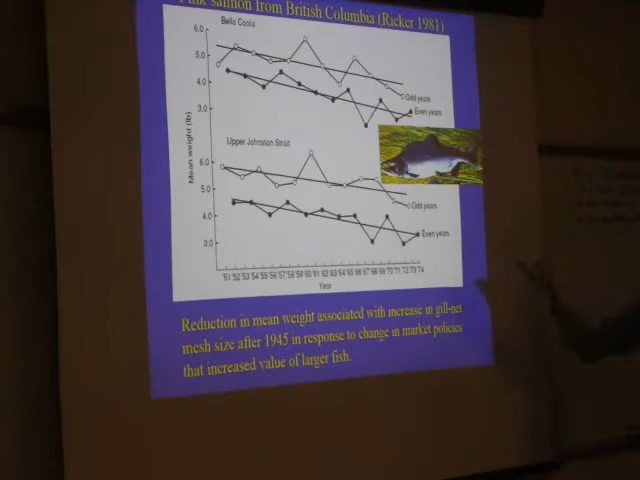 Pink salmon from British Columbia (Ricker 1981)
Bella Coola
6.0
5.0
4.0
3.0
Odd years
Even years
Mean weight (lb)
Upper Johnston Strait
6.0
5.0
4.0
3.0
Odd years
Even years
'51 '52 '53 '54 '55 '56 '57 '58 '59 '60 '61 '62 '63 '64 '65 '66 '67 '68 '69 '70 '71 '72 '73 '74
Year
Reduction in mean weight associated with increase in gill-net
mesh size after 1945 in response to change in market policies
that increased value of larger fish.